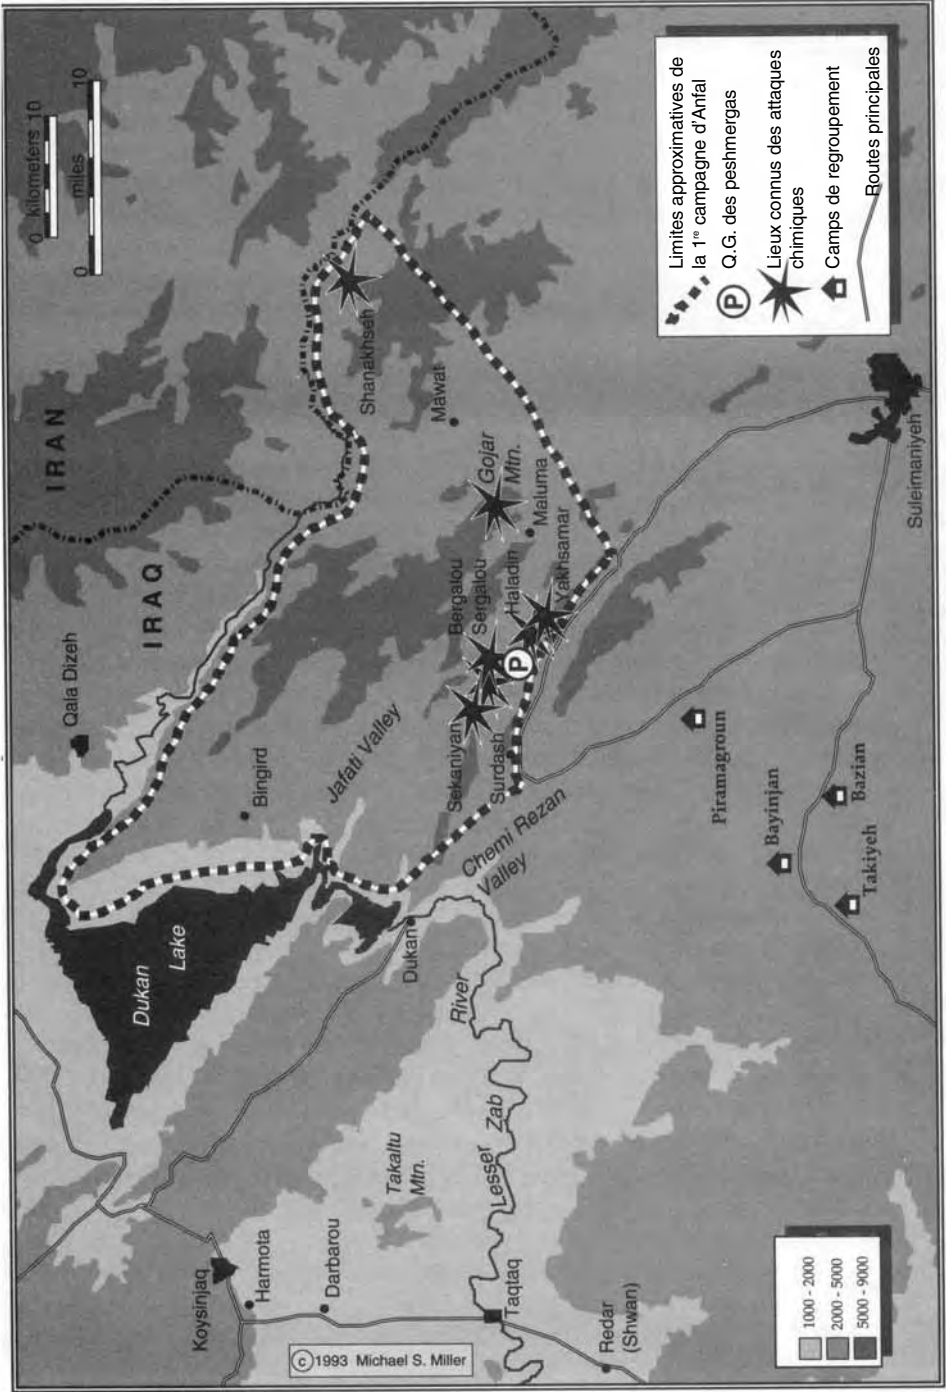 0 kilometers 10
0 miles 10
IRAN
IRAQ
Qala Dizeh
Bingird
Dukan
Lake
Jafati Valley
Shanakhseh
Mawat
Gojar
Mtn.
Maluma
Bergalou
Sergalou
Haladin
Yakhsamar
P
Sekaniyan
Surdash
Chemi Rezan
Valley
Dukan
River
Lesser Zab
Takaltu
Mtn.
Koysinjaq
Harmota
Darbarou
Taqtaq
Redar
(Shwan)
Suleimaniyeh
Piramagroun
Bayinjan
Bazian
Takiyeh
Limites approximatives de
la 1re campagne d'Anfal
P
Q.G. des peshmergas
Lieux connus des attaques
chimiques
Camps de regroupement
Routes principales
1000 - 2000
2000 - 5000
5000 - 9000
c 1993 Michael S. Miller